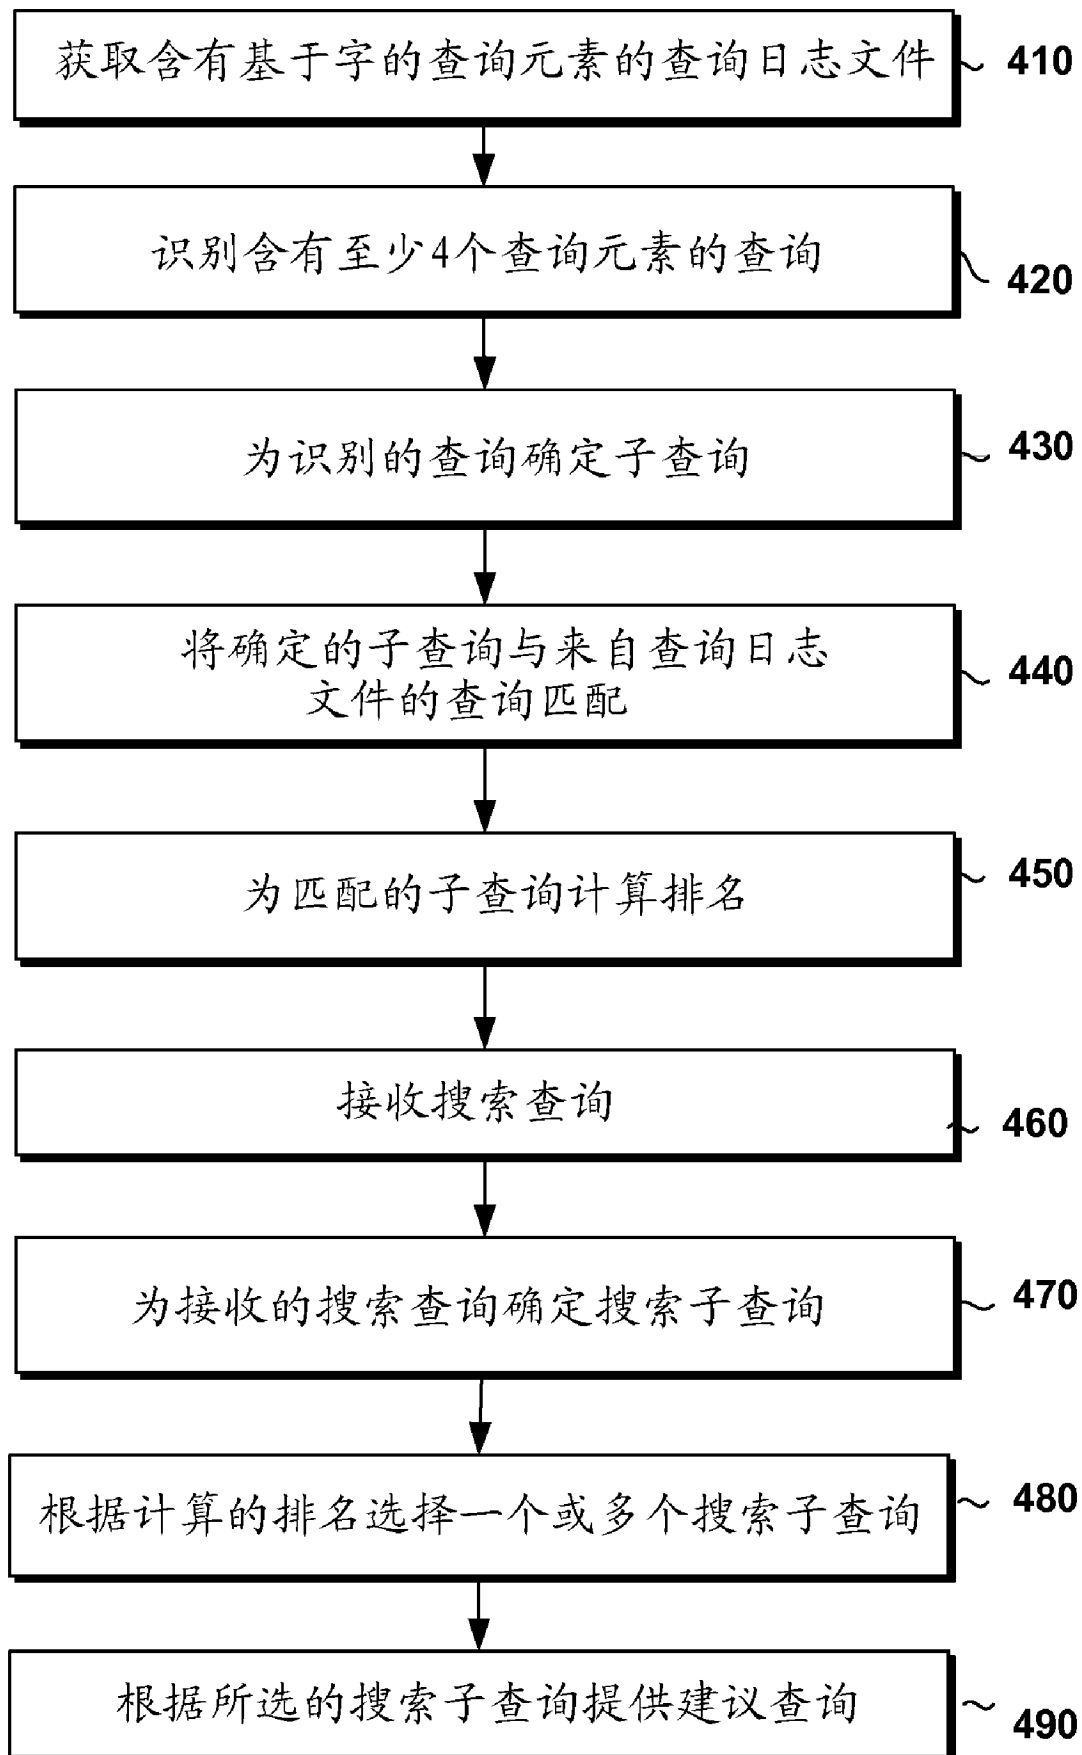 获取含有基于字的查询元素的查询日志文件 410
识别含有至少4个查询元素的查询 420
为识别的查询确定子查询 430
将确定的子查询与来自查询日志
文件的查询匹配 440
为匹配的子查询计算排名 450
接收搜索查询 460
为接收的搜索查询确定搜索子查询 470
根据计算的排名选择一个或多个搜索子查询 480
根据所选的搜索子查询提供建议查询 490